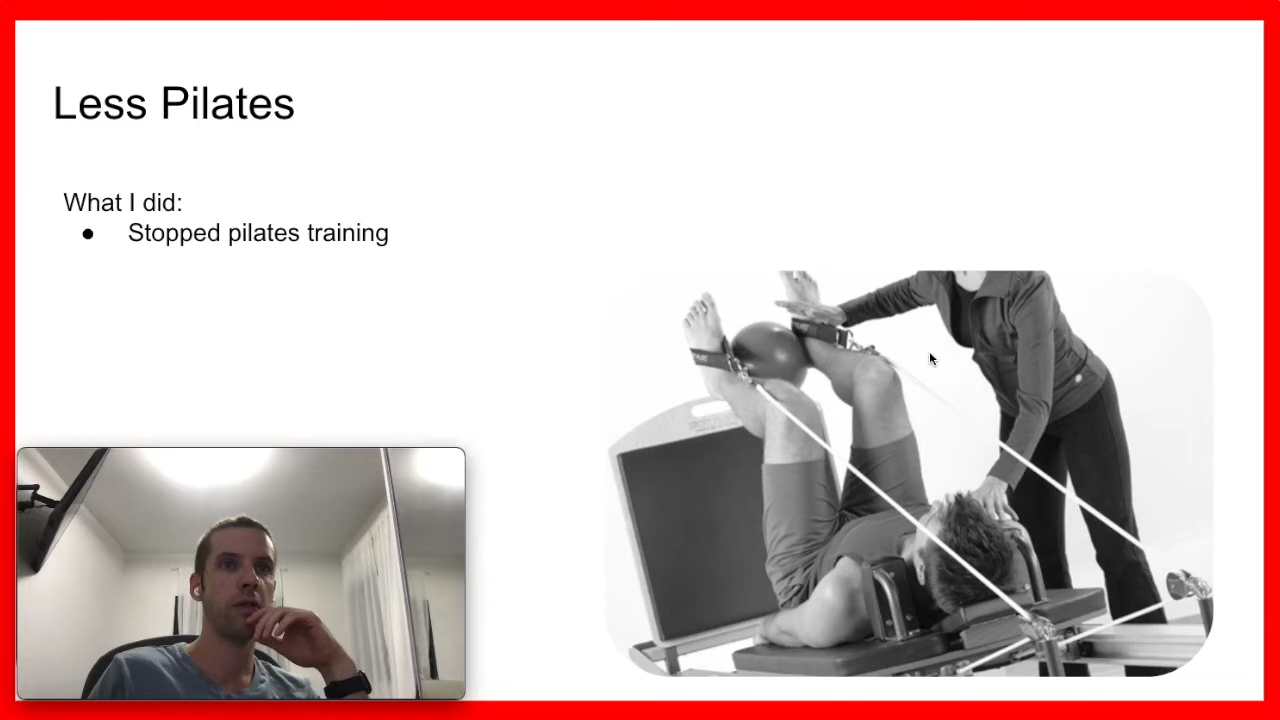 Less Pilates
What I did:
● Stopped pilates training